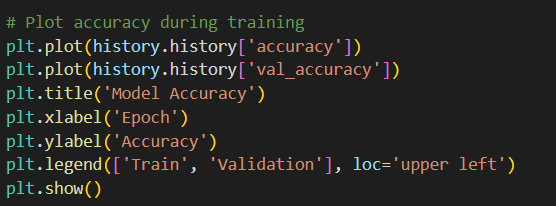 # Plot accuracy during training
plt.plot(history.history['accuracy'])
plt.plot(history.history['val_accuracy'])
plt.title('Model Accuracy')
plt.xlabel('Epoch')
plt.ylabel('Accuracy')
plt.legend(['Train', 'Validation'], loc='upper left')
plt.show()